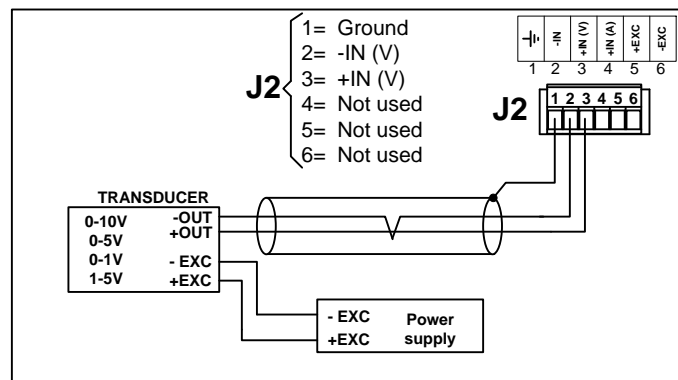 J2
1= Ground
2= -IN (V)
3= +IN (V)
4= Not used
5= Not used
6= Not used
-IN
+IN (V)
+IN (A)
+EXC
-EXC
1 2 3 4 5 6
J2
1 2 3 4 5 6
TRANSDUCER
0-10V -OUT
0-5V +OUT
0-1V - EXC
1-5V +EXC
- EXC Power
+EXC supply